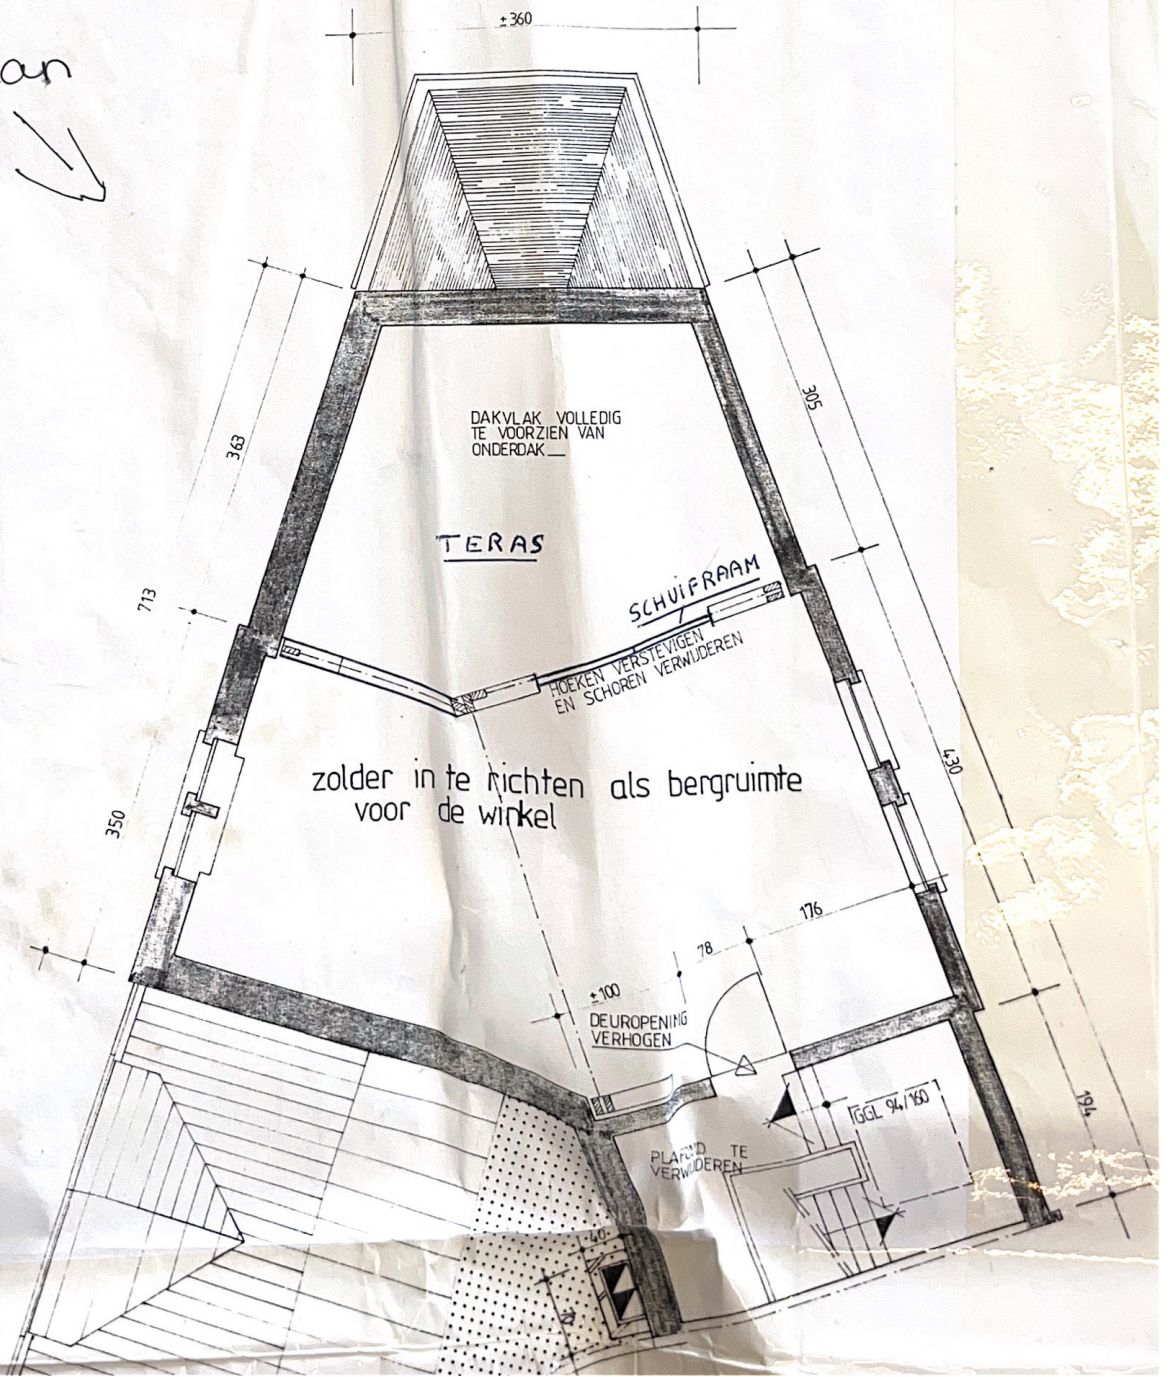 ±360
an
305
363
DAKVLAK VOLLEDIG
TE VOORZIEN VAN
ONDERDAK
TERAS
SCHUIFRAAM
713
HOEKEN VERSTEVIGEN
EN SCHOREN VERWIJDEREN
430
zolder in te richten als bergruimte
voor de winkel
350
176
78
±100
DEUROPENING
VERHOGEN
GGL 94/160
194
PLAFOND TE
VERWIJDEREN
40